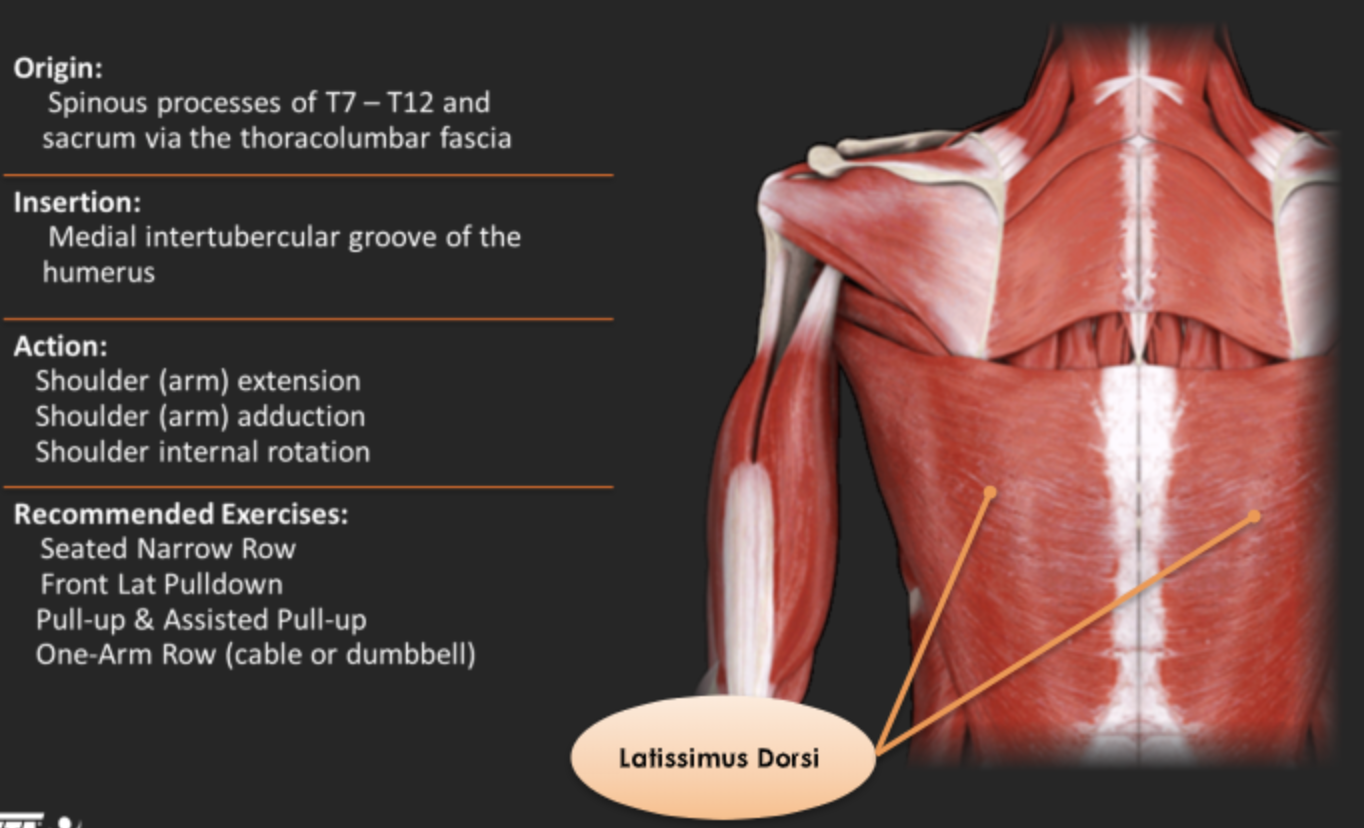 Origin:
Spinous processes of T7 – T12 and
sacrum via the thoracolumbar fascia
Insertion:
Medial intertubercular groove of the
humerus
Action:
Shoulder (arm) extension
Shoulder (arm) adduction
Shoulder internal rotation
Recommended Exercises:
Seated Narrow Row
Front Lat Pulldown
Pull-up & Assisted Pull-up
One-Arm Row (cable or dumbbell)
Latissimus Dorsi